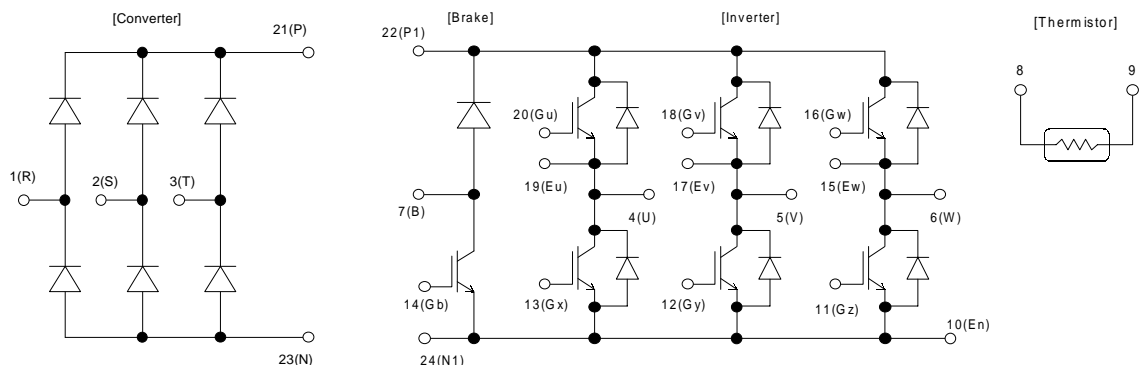 [Converter]
[Brake]
[Inverter]
[Thermistor]
21(P)
22(P1)
8
9
20(Gu)
18(Gv)
16(Gw)
1(R)
2(S)
3(T)
19(Eu)
17(Ev)
15(Ew)
7(B)
4(U)
5(V)
6(W)
14(Gb)
13(Gx)
12(Gy)
11(Gz)
10(En)
23(N)
24(N1)